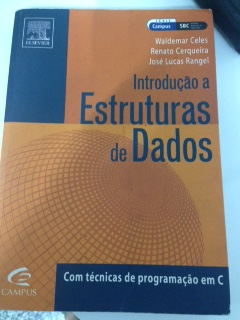 ELSEVIER
SÉRIE
Campus
SBC
Waldemar Celes
Renato Cerqueira
José Lucas Rangel
Introdução a
Estruturas
de Dados
CAMPUS
Com técnicas de programação em C